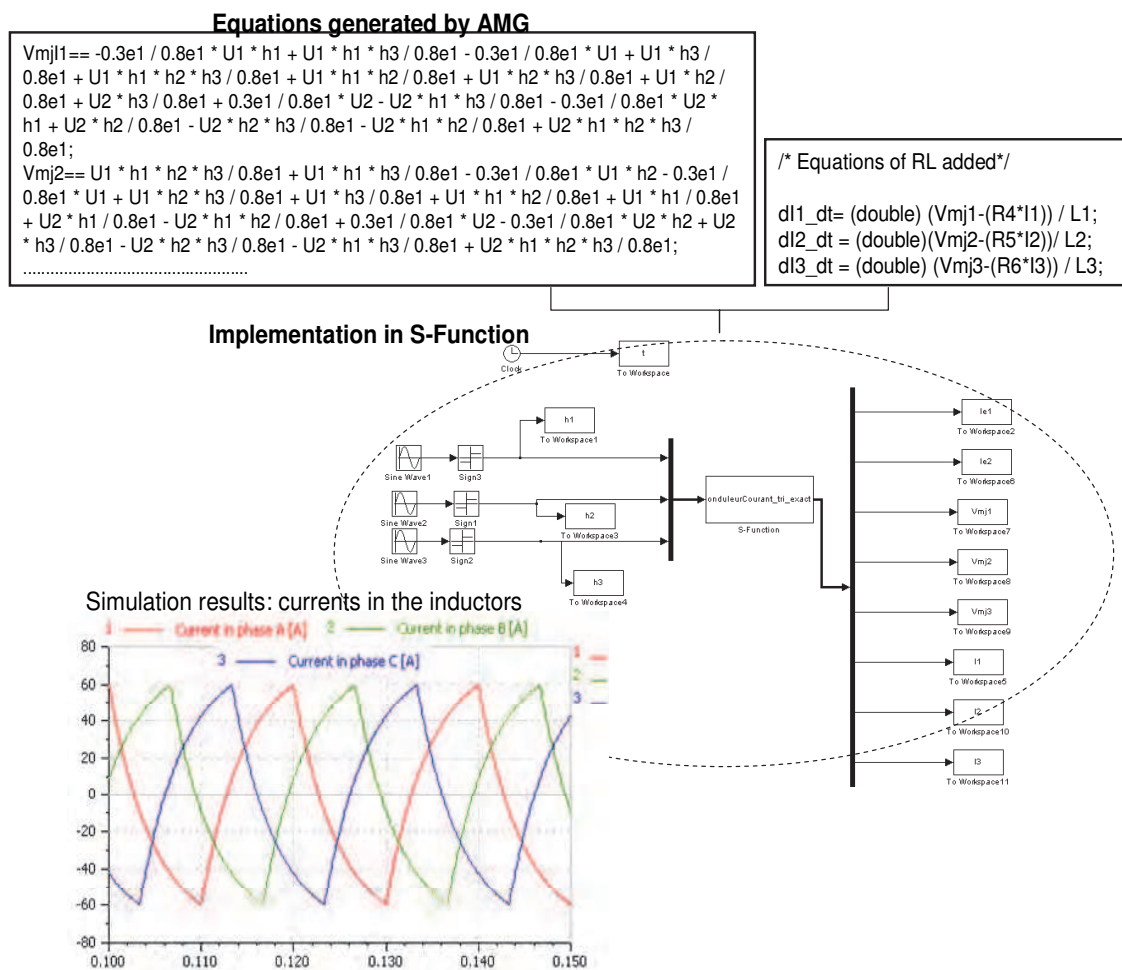 Equations generated by AMG
Vmjl1== -0.3e1 / 0.8e1 * U1 * h1 + U1 * h1 * h3 / 0.8e1 - 0.3e1 / 0.8e1 * U1 + U1 * h3 /
0.8e1 + U1 * h1 * h2 * h3 / 0.8e1 + U1 * h1 * h2 / 0.8e1 + U1 * h2 * h3 / 0.8e1 + U1 * h2 /
0.8e1 + U2 * h3 / 0.8e1 + 0.3e1 / 0.8e1 * U2 - U2 * h1 * h3 / 0.8e1 - 0.3e1 / 0.8e1 * U2 *
h1 + U2 * h2 / 0.8e1 - U2 * h2 * h3 / 0.8e1 - U2 * h1 * h2 / 0.8e1 + U2 * h1 * h2 * h3 /
0.8e1;
Vmj2== U1 * h1 * h2 * h3 / 0.8e1 + U1 * h1 * h3 / 0.8e1 - 0.3e1 / 0.8e1 * U1 * h2 - 0.3e1 /
0.8e1 * U1 + U1 * h2 * h3 / 0.8e1 + U1 * h3 / 0.8e1 + U1 * h1 * h2 / 0.8e1 + U1 * h1 / 0.8e1
+ U2 * h1 / 0.8e1 - U2 * h1 * h2 / 0.8e1 + 0.3e1 / 0.8e1 * U2 - 0.3e1 / 0.8e1 * U2 * h2 + U2
* h3 / 0.8e1 - U2 * h2 * h3 / 0.8e1 - U2 * h1 * h3 / 0.8e1 + U2 * h1 * h2 * h3 / 0.8e1;
..................................................
/* Equations of RL added*/
dI1_dt= (double) (Vmj1-(R4*I1)) / L1;
dI2_dt = (double)(Vmj2-(R5*I2))/ L2;
dI3_dt = (double) (Vmj3-(R6*I3)) / L3;
Implementation in S-Function
Clock
t
To Workspace
h1
To Workspace1
Sine Wave1
Sign3
Sine Wave2
Sign1
h2
To Workspace3
Sine Wave3
Sign2
h3
To Workspace4
onduleurCourant_tri_exact
S-Function
Ie1
To Workspace2
Ie2
To Workspace6
Vmj1
To Workspace7
Vmj2
To Workspace8
Vmj3
To Workspace9
I1
To Workspace5
I2
To Workspace10
I3
To Workspace11
Simulation results: currents in the inductors
1 Current in phase A [A] 2 Current in phase B [A]
3 Current in phase C [A]
1
2
3
80
60
40
20
0
-20
-40
-60
-80
0.100 0.110 0.120 0.130 0.140 0.150